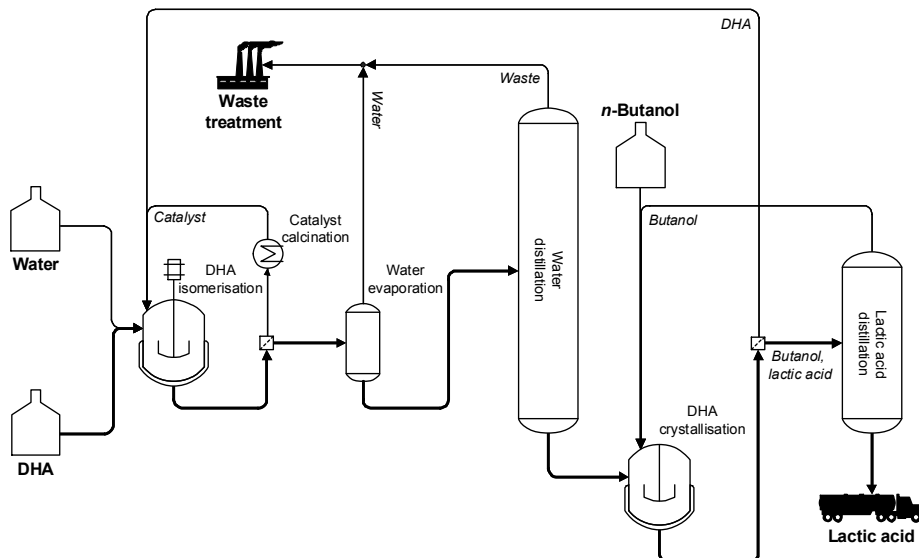 DHA
Waste
Waste
treatment
Water
n-Butanol
Catalyst
Catalyst
calcination
Butanol
Water
DHA
isomerisation
Water
evaporation
Water
distillation
Lactic acid
distillation
Butanol,
lactic acid
DHA
crystallisation
DHA
Lactic acid